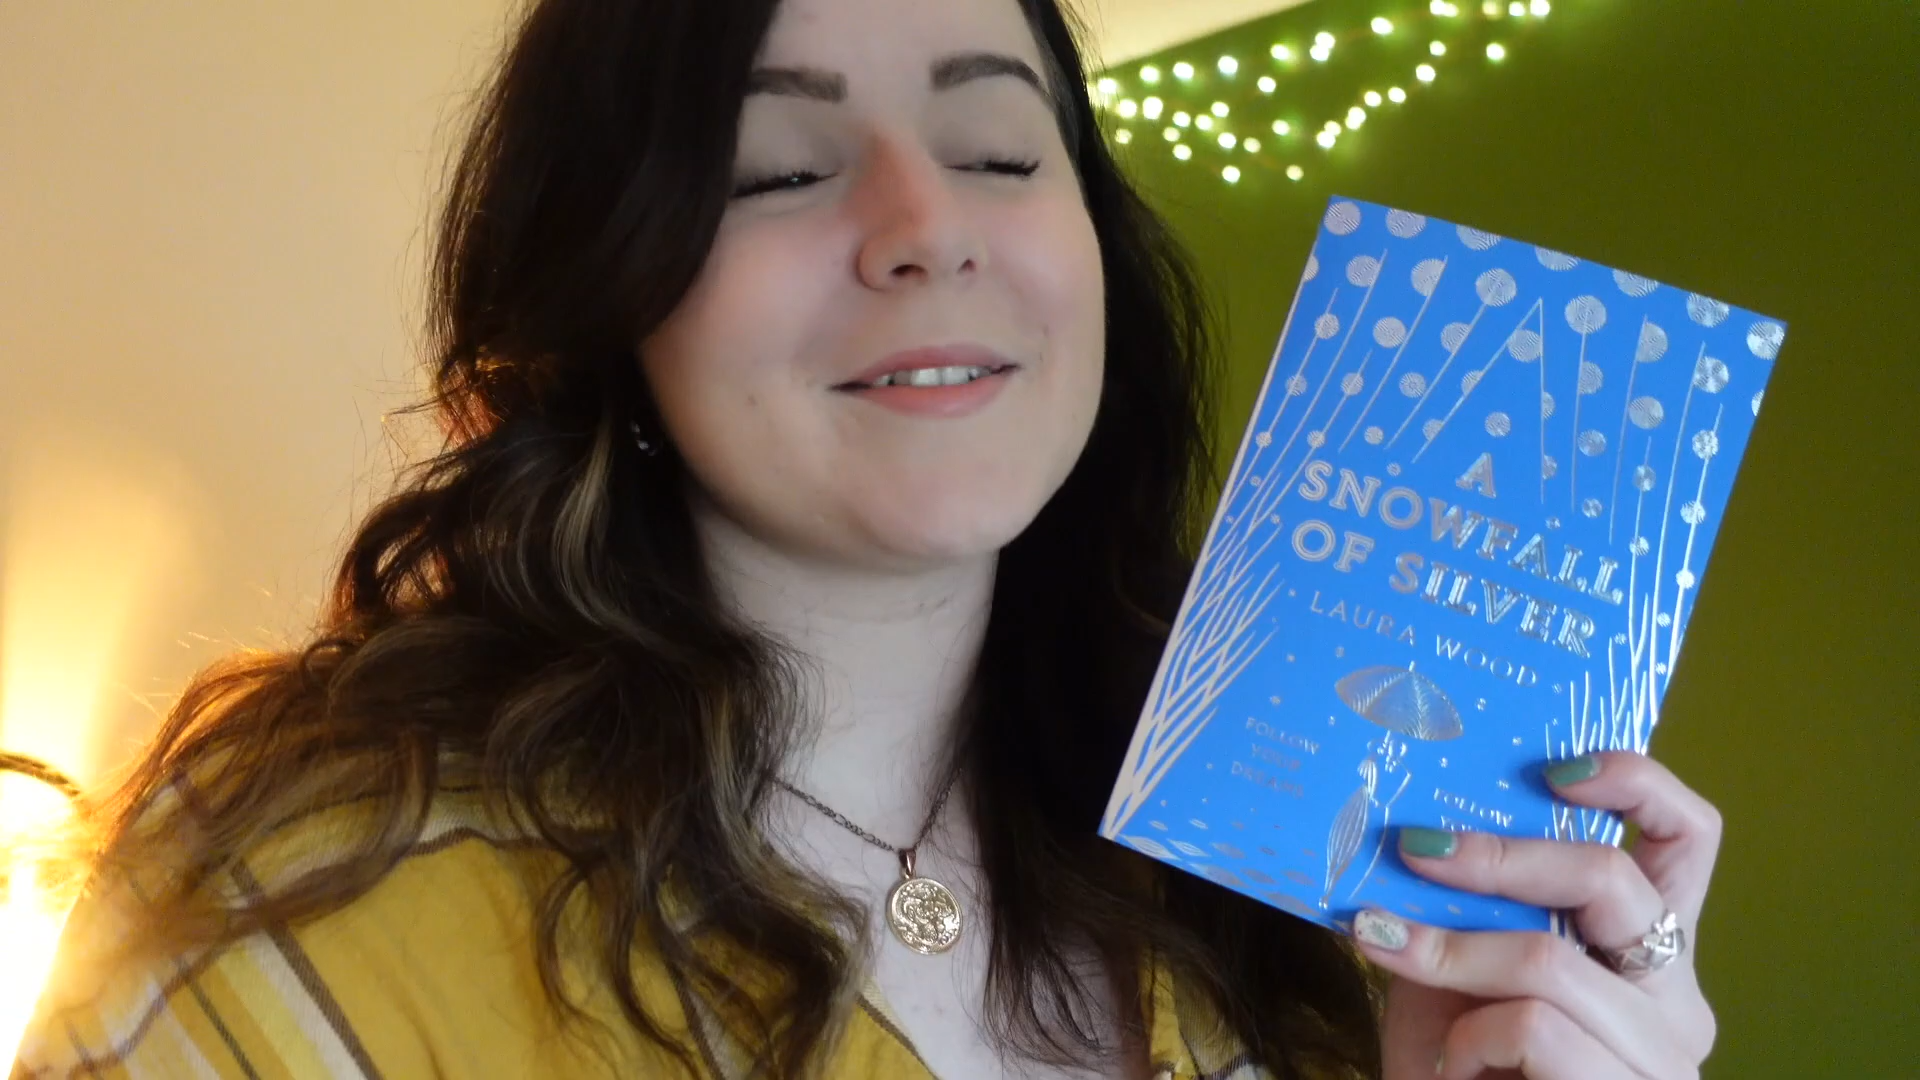 A
SNOWFALL
OF SILVER
LAURA WOOD
FOLLOW
YOUR
DREAMS
FOLLOW